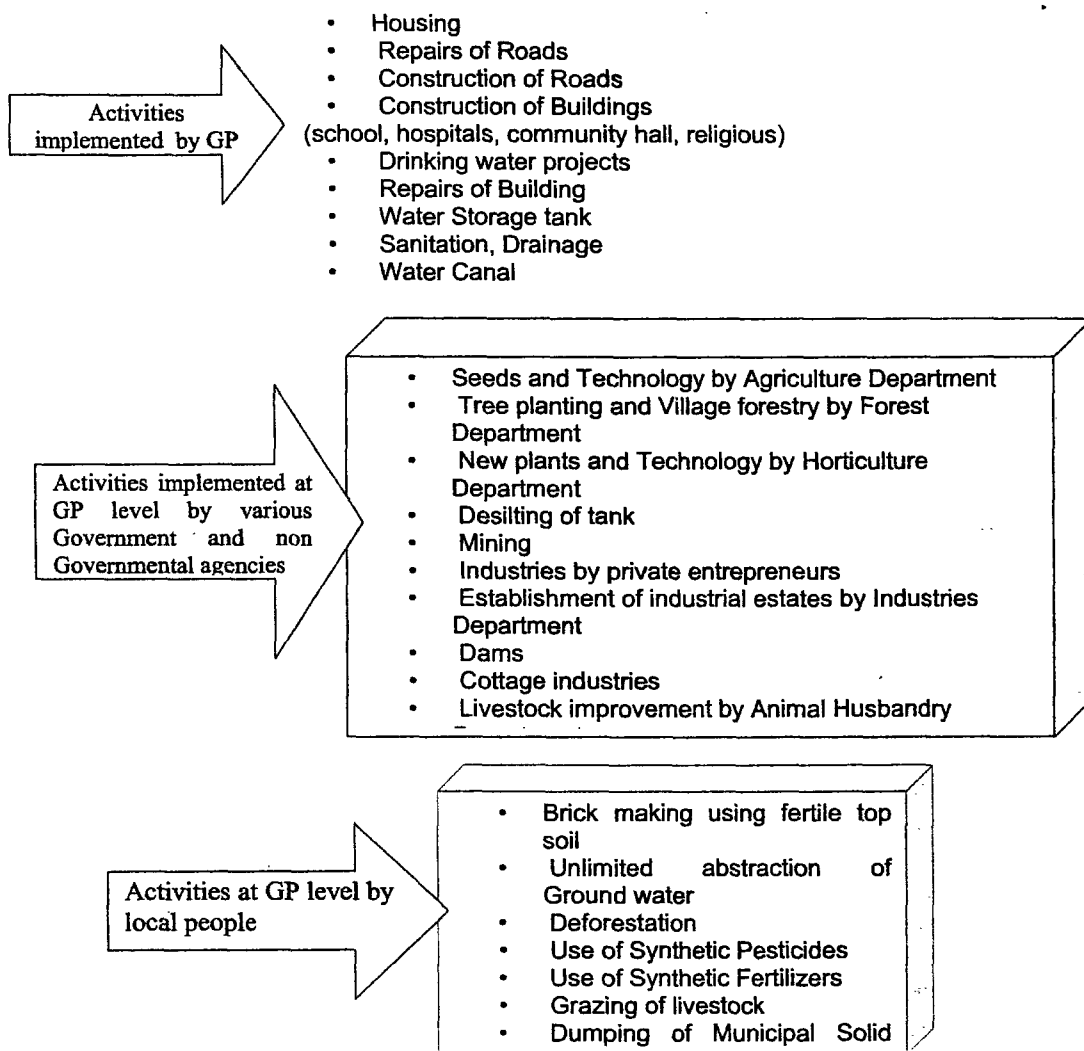 • Housing
• Repairs of Roads
• Construction of Roads
Activities
implemented by GP
• Construction of Buildings
(school, hospitals, community hall, religious)
• Drinking water projects
• Repairs of Building
• Water Storage tank
• Sanitation, Drainage
• Water Canal
Activities implemented at
GP level by various
Government and non
Governmental agencies
• Seeds and Technology by Agriculture Department
• Tree planting and Village forestry by Forest
Department
• New plants and Technology by Horticulture
Department
• Desilting of tank
• Mining
• Industries by private entrepreneurs
• Establishment of industrial estates by Industries
Department
• Dams
• Cottage industries
• Livestock improvement by Animal Husbandry
Activities at GP level by
local people
• Brick making using fertile top
soil
• Unlimited abstraction of
Ground water
• Deforestation
• Use of Synthetic Pesticides
• Use of Synthetic Fertilizers
• Grazing of livestock
• Dumping of Municipal Solid